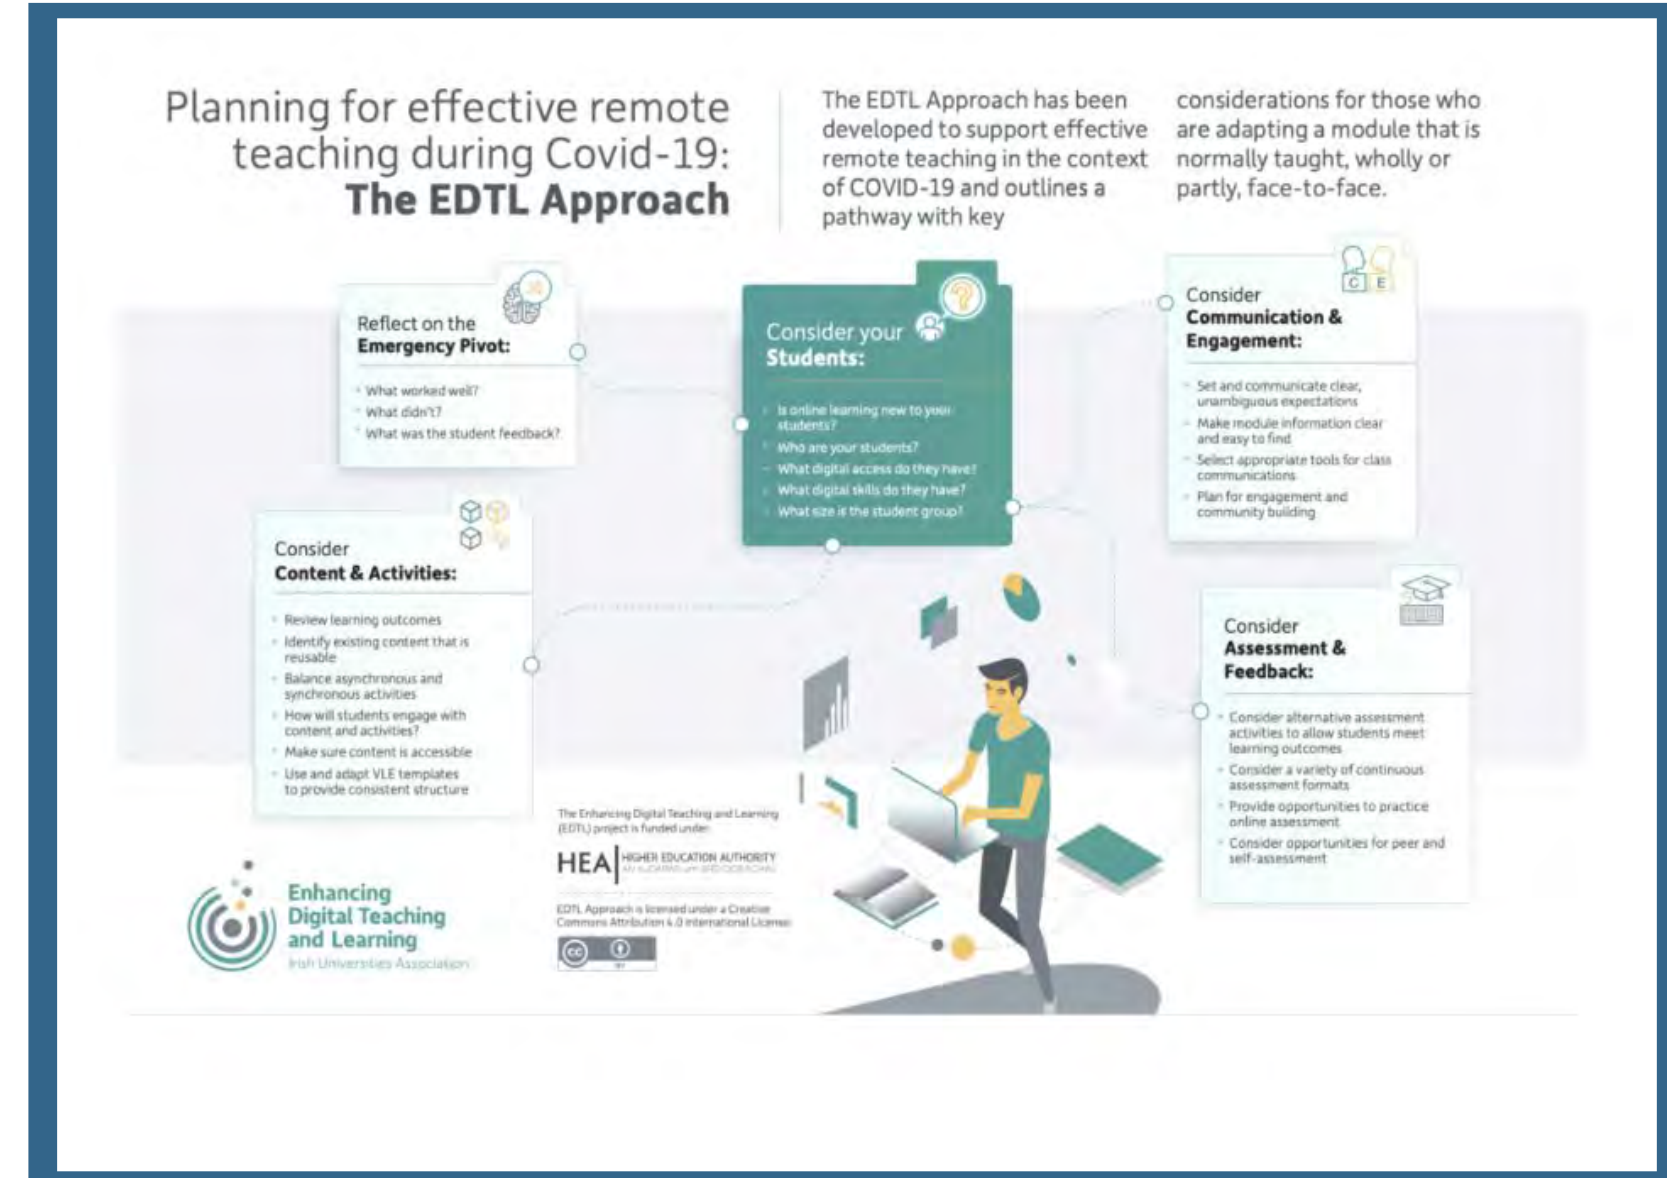 Planning for effective remote
teaching during Covid-19:
The EDTL Approach
The EDTL Approach has been
developed to support effective
remote teaching in the context
of COVID-19 and outlines a
pathway with key
considerations for those who
are adapting a module that is
normally taught, wholly or
partly, face-to-face.
Reflect on the
Emergency Pivot:
What worked well?
What didn't?
What was the student feedback?
Consider your
Students:
Is online learning new to your
students?
Who are your students?
What digital access do they have?
What digital skills do they have?
What size is the student group?
C E
Consider
Communication &
Engagement:
Set and communicate clear,
unambiguous expectations
Make module information clear
and easy to find
Select appropriate tools for class
communications
Plan for engagement and
community building
Consider
Content & Activities:
Review learning outcomes
Identify existing content that is
reusable
Balance asynchronous and
synchronous activities
How will students engage with
content and activities?
Make sure content is accessible
Use and adapt VLE templates
to provide consistent structure
Consider
Assessment &
Feedback:
Consider alternative assessment
activities to allow students meet
learning outcomes
Consider a variety of continuous
assessment formats
Provide opportunities to practice
online assessment
Consider opportunities for peer and
self-assessment
Enhancing
Digital Teaching
and Learning
Irish Universities Association
The Enhancing Digital Teaching and Learning
(EDTL) project is funded under:
HEA HIGHER EDUCATION AUTHORITY
EDTL Approach is licensed under a Creative
Commons Attribution 4.0 International License
cc
BY